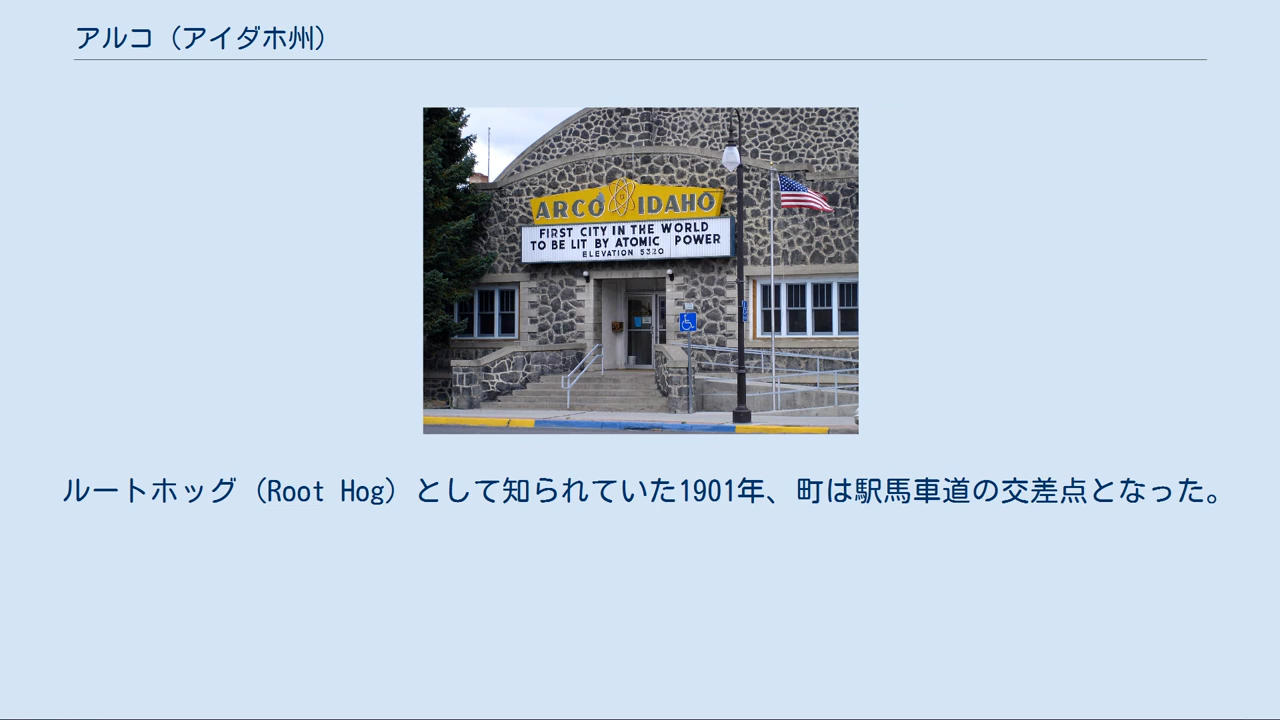 アルコ（アイダホ州）
ARCO IDAHO
FIRST CITY IN THE WORLD
TO BE LIT BY ATOMIC POWER
ELEVATION 5320
ルートホッグ（Root Hog）として知られていた1901年、町は駅馬車道の交差点となった。